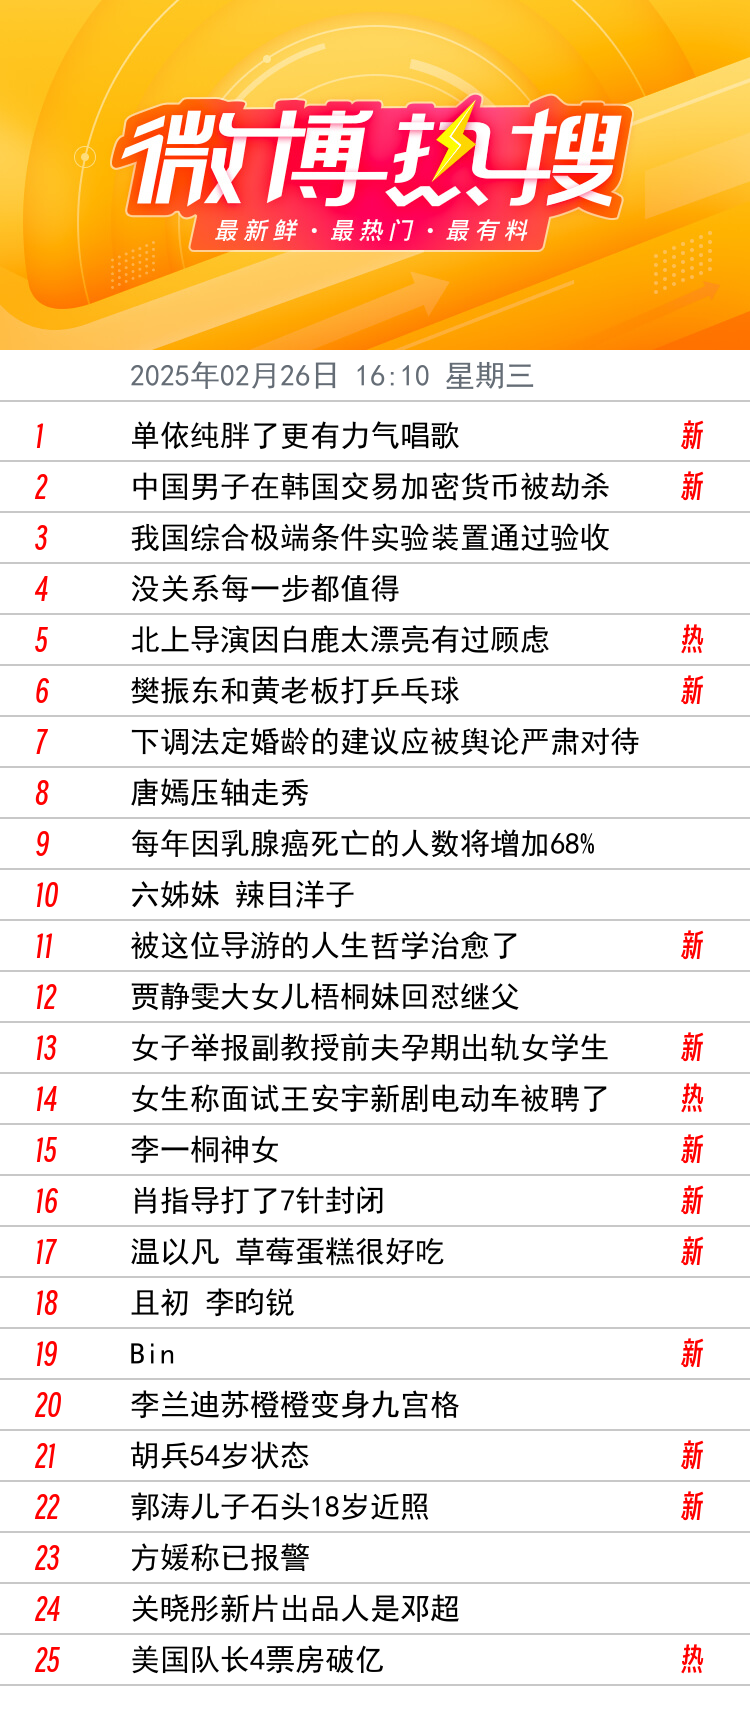 微博热搜
最新鲜·最热门·最有料
2025年02月26日 16:10 星期三
1 单依纯胖了更有力气唱歌 新
2 中国男子在韩国交易加密货币被劫杀 新
3 我国综合极端条件实验装置通过验收
4 没关系每一步都值得
5 北上导演因白鹿太漂亮有过顾虑 热
6 樊振东和黄老板打乒乓球 新
7 下调法定婚龄的建议应被舆论严肃对待
8 唐嫣压轴走秀
9 每年因乳腺癌死亡的人数将增加68%
10 六姊妹 辣目洋子
11 被这位导游的人生哲学治愈了 新
12 贾静雯大女儿梧桐妹回怼继父
13 女子举报副教授前夫孕期出轨女学生 新
14 女生称面试王安宇新剧电动车被聘了 热
15 李一桐神女 新
16 肖指导打了7针封闭 新
17 温以凡 草莓蛋糕很好吃 新
18 且初 李昀锐
19 Bin 新
20 李兰迪苏橙橙变身九宫格
21 胡兵54岁状态 新
22 郭涛儿子石头18岁近照 新
23 方媛称已报警
24 关晓彤新片出品人是邓超
25 美国队长4票房破亿 热